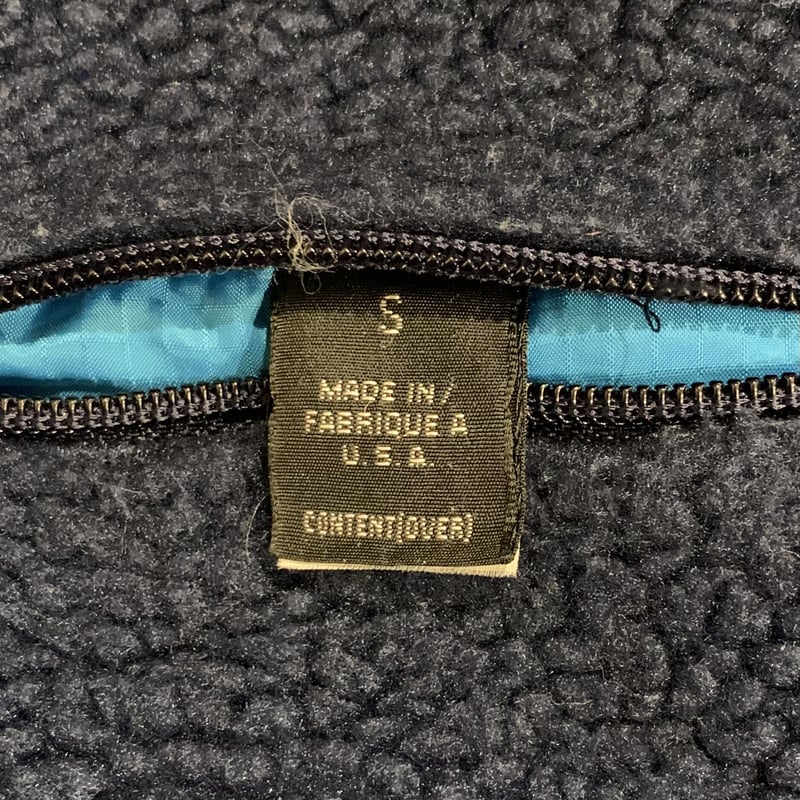 S
MADE IN/
FABRIQUE A
U.S.A.
CONTENT(OVER)